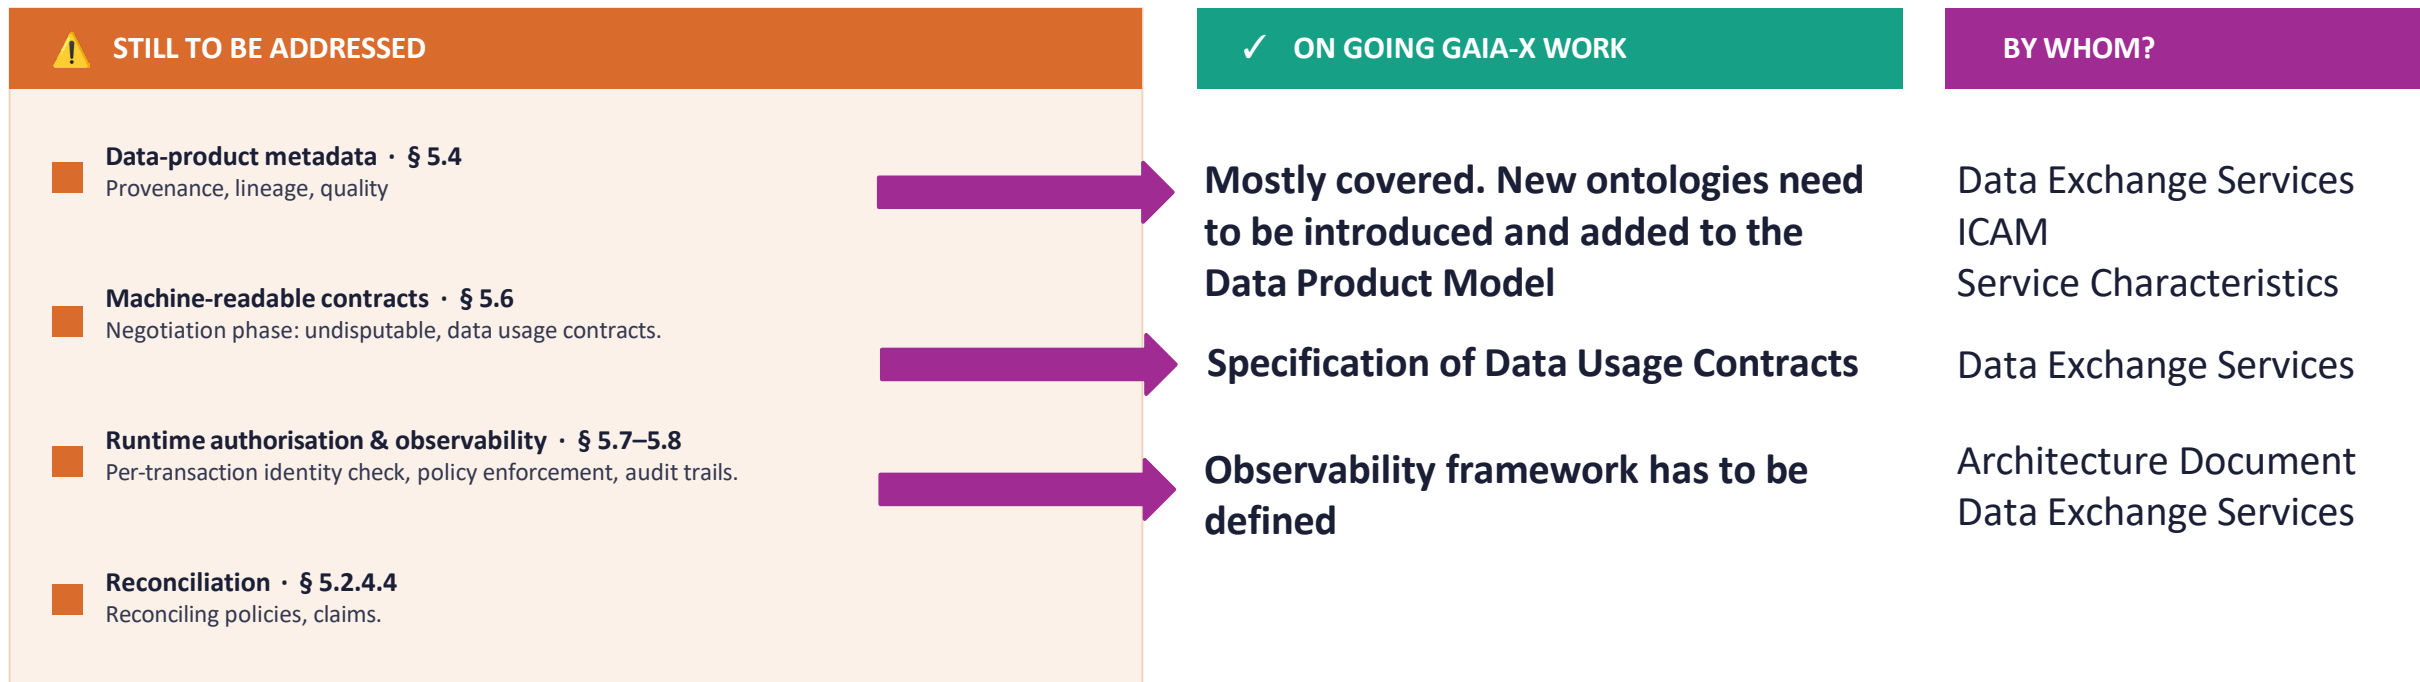 ⚠️ STILL TO BE ADDRESSED
Data-product metadata · § 5.4
Provenance, lineage, quality
Machine-readable contracts · § 5.6
Negotiation phase: undisputable, data usage contracts.
Runtime authorisation & observability · § 5.7–5.8
Per-transaction identity check, policy enforcement, audit trails.
Reconciliation · § 5.2.4.4
Reconciling policies, claims.
✓ ON GOING GAIA-X WORK
Mostly covered. New ontologies need
to be introduced and added to the
Data Product Model
Specification of Data Usage Contracts
Observability framework has to be
defined
BY WHOM?
Data Exchange Services
ICAM
Service Characteristics
Data Exchange Services
Architecture Document
Data Exchange Services